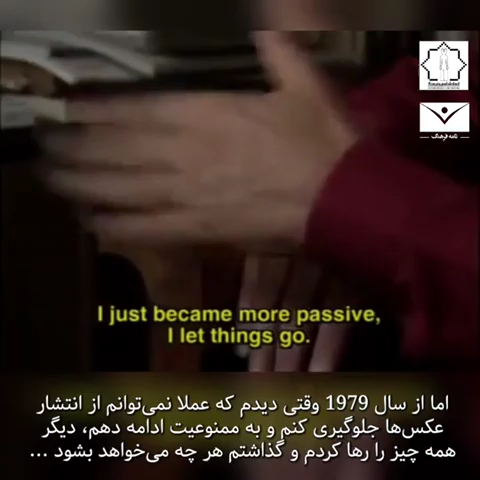 نامه فرهنگ
I just became more passive,
I let things go.
اما از سال 1979 وقتی دیدم که عملا نمی‌توانم از انتشار
عکس‌ها جلوگیری کنم و به ممنوعیت ادامه دهم، دیگر
همه چیز را رها کردم و گذاشتم هر چه می‌خواهد بشود ...